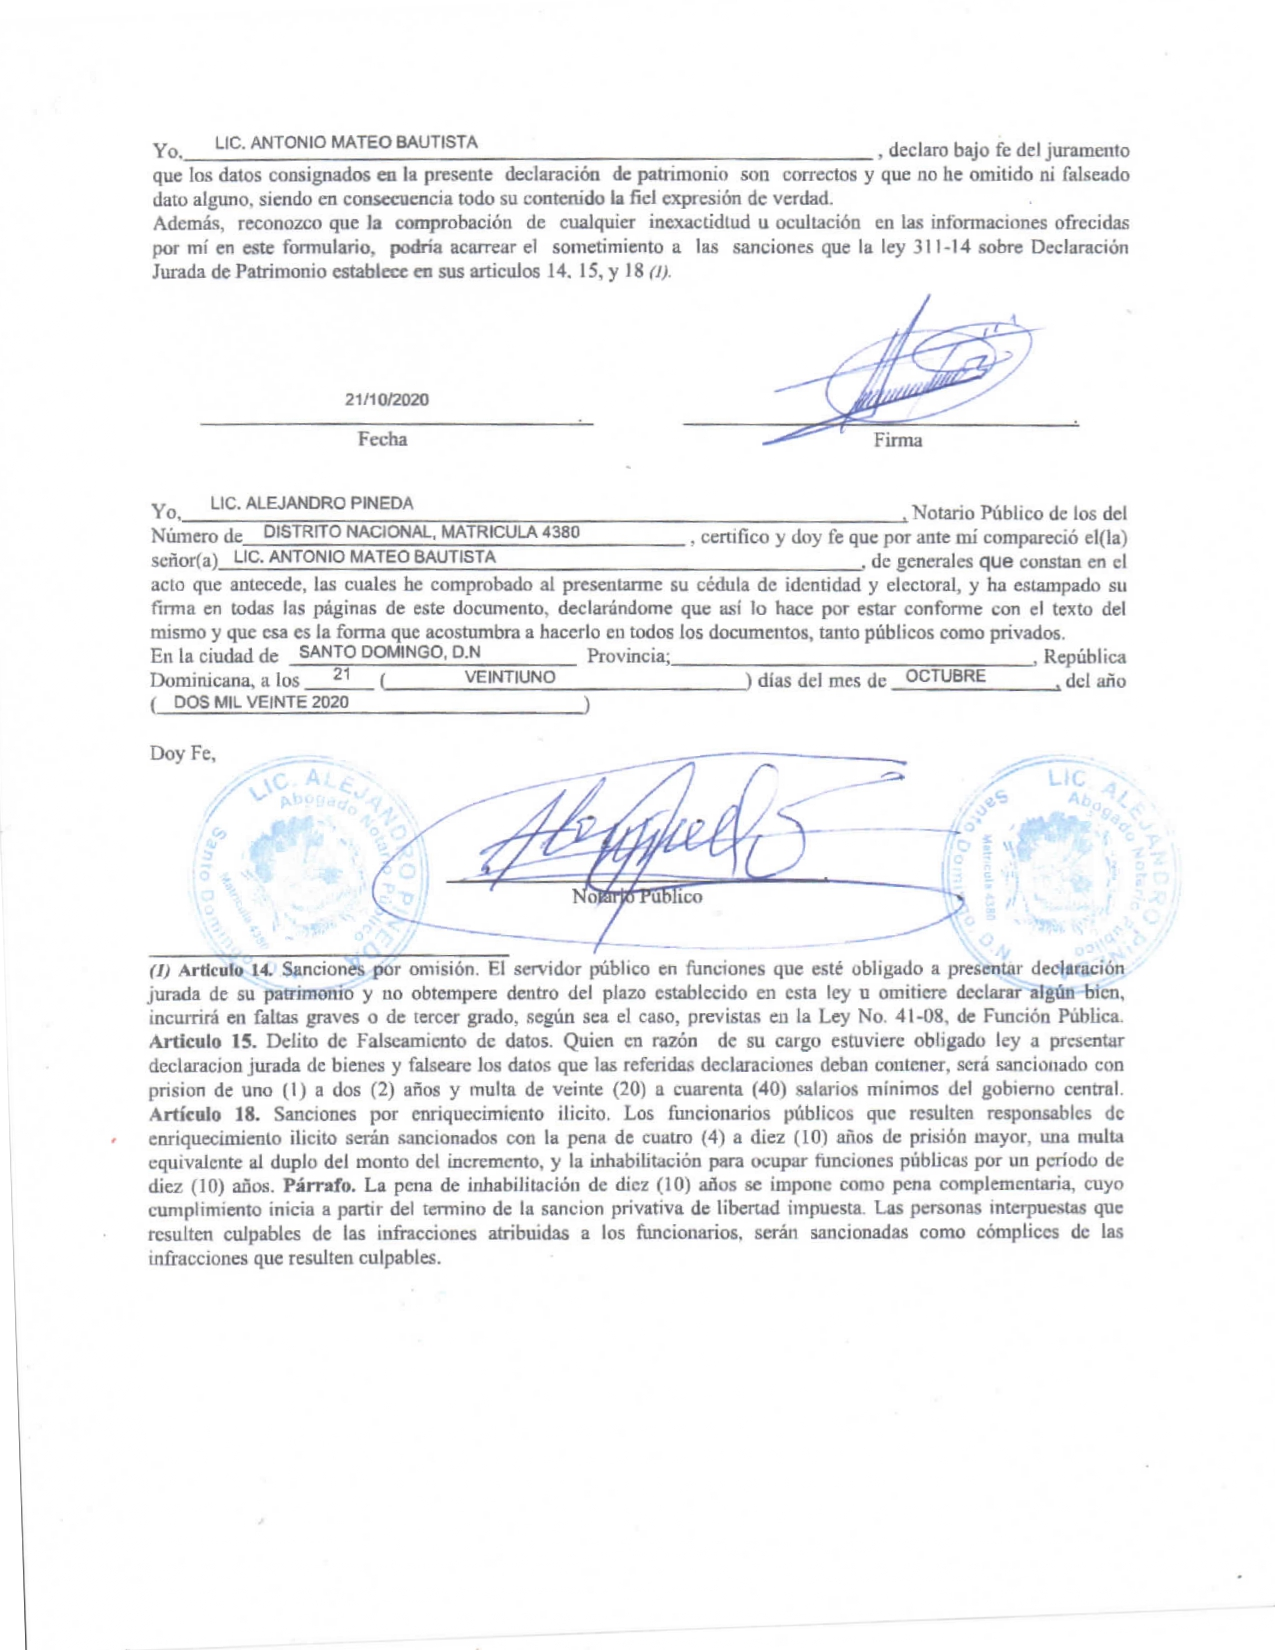 Yo, LIC. ANTONIO MATEO BAUTISTA , declaro bajo fe del juramento
que los datos consignados en la presente declaración de patrimonio son correctos y que no he omitido ni falseado
dato alguno, siendo en consecuencia todo su contenido la fiel expresión de verdad.
Además, reconozco que la comprobación de cualquier inexactidtud u ocultación en las informaciones ofrecidas
por mí en este formulario, podría acarrear el sometimiento a las sanciones que la ley 311-14 sobre Declaración
Jurada de Patrimonio establece en sus articulos 14, 15, y 18 (1).
21/10/2020
Fecha Firma
Yo, LIC. ALEJANDRO PINEDA , Notario Público de los del
Número de DISTRITO NACIONAL, MATRICULA 4380 , certifico y doy fe que por ante mí compareció el(la)
señor(a) LIC. ANTONIO MATEO BAUTISTA , de generales que constan en el
acto que antecede, las cuales he comprobado al presentarme su cédula de identidad y electoral, y ha estampado su
firma en todas las páginas de este documento, declarándome que así lo hace por estar conforme con el texto del
mismo y que esa es la forma que acostumbra a hacerlo en todos los documentos, tanto públicos como privados.
En la ciudad de SANTO DOMINGO, D.N Provincia; , República
Dominicana, a los 21 ( VEINTIUNO ) días del mes de OCTUBRE , del año
( DOS MIL VEINTE 2020 )
Doy Fe,
LIC. ALEJANDRO PINEDA
Abogado Notario Público
Matricula 4380
Santo Domingo, D.N.
LIC. ALEJANDRO PINEDA
Abogado Notario Público
Matricula 4380
Santo Domingo, D.N.
Notario Público
(1) Articulo 14. Sanciones por omisión. El servidor público en funciones que esté obligado a presentar declaración
jurada de su patrimonio y no obtempere dentro del plazo establecido en esta ley u omitiere declarar algún bien,
incurrirá en faltas graves o de tercer grado, según sea el caso, previstas en la Ley No. 41-08, de Función Pública.
Articulo 15. Delito de Falseamiento de datos. Quien en razón de su cargo estuviere obligado ley a presentar
declaracion jurada de bienes y falseare los datos que las referidas declaraciones deban contener, será sancionado con
prision de uno (1) a dos (2) años y multa de veinte (20) a cuarenta (40) salarios mínimos del gobierno central.
Artículo 18. Sanciones por enriquecimiento ilicito. Los funcionarios públicos que resulten responsables de
enriquecimiento ilicito serán sancionados con la pena de cuatro (4) a diez (10) años de prisión mayor, una multa
equivalente al duplo del monto del incremento, y la inhabilitación para ocupar funciones públicas por un período de
diez (10) años. Párrafo. La pena de inhabilitación de diez (10) años se impone como pena complementaria, cuyo
cumplimiento inicia a partir del termino de la sancion privativa de libertad impuesta. Las personas interpuestas que
resulten culpables de las infracciones atribuidas a los funcionarios, serán sancionadas como cómplices de las
infracciones que resulten culpables.